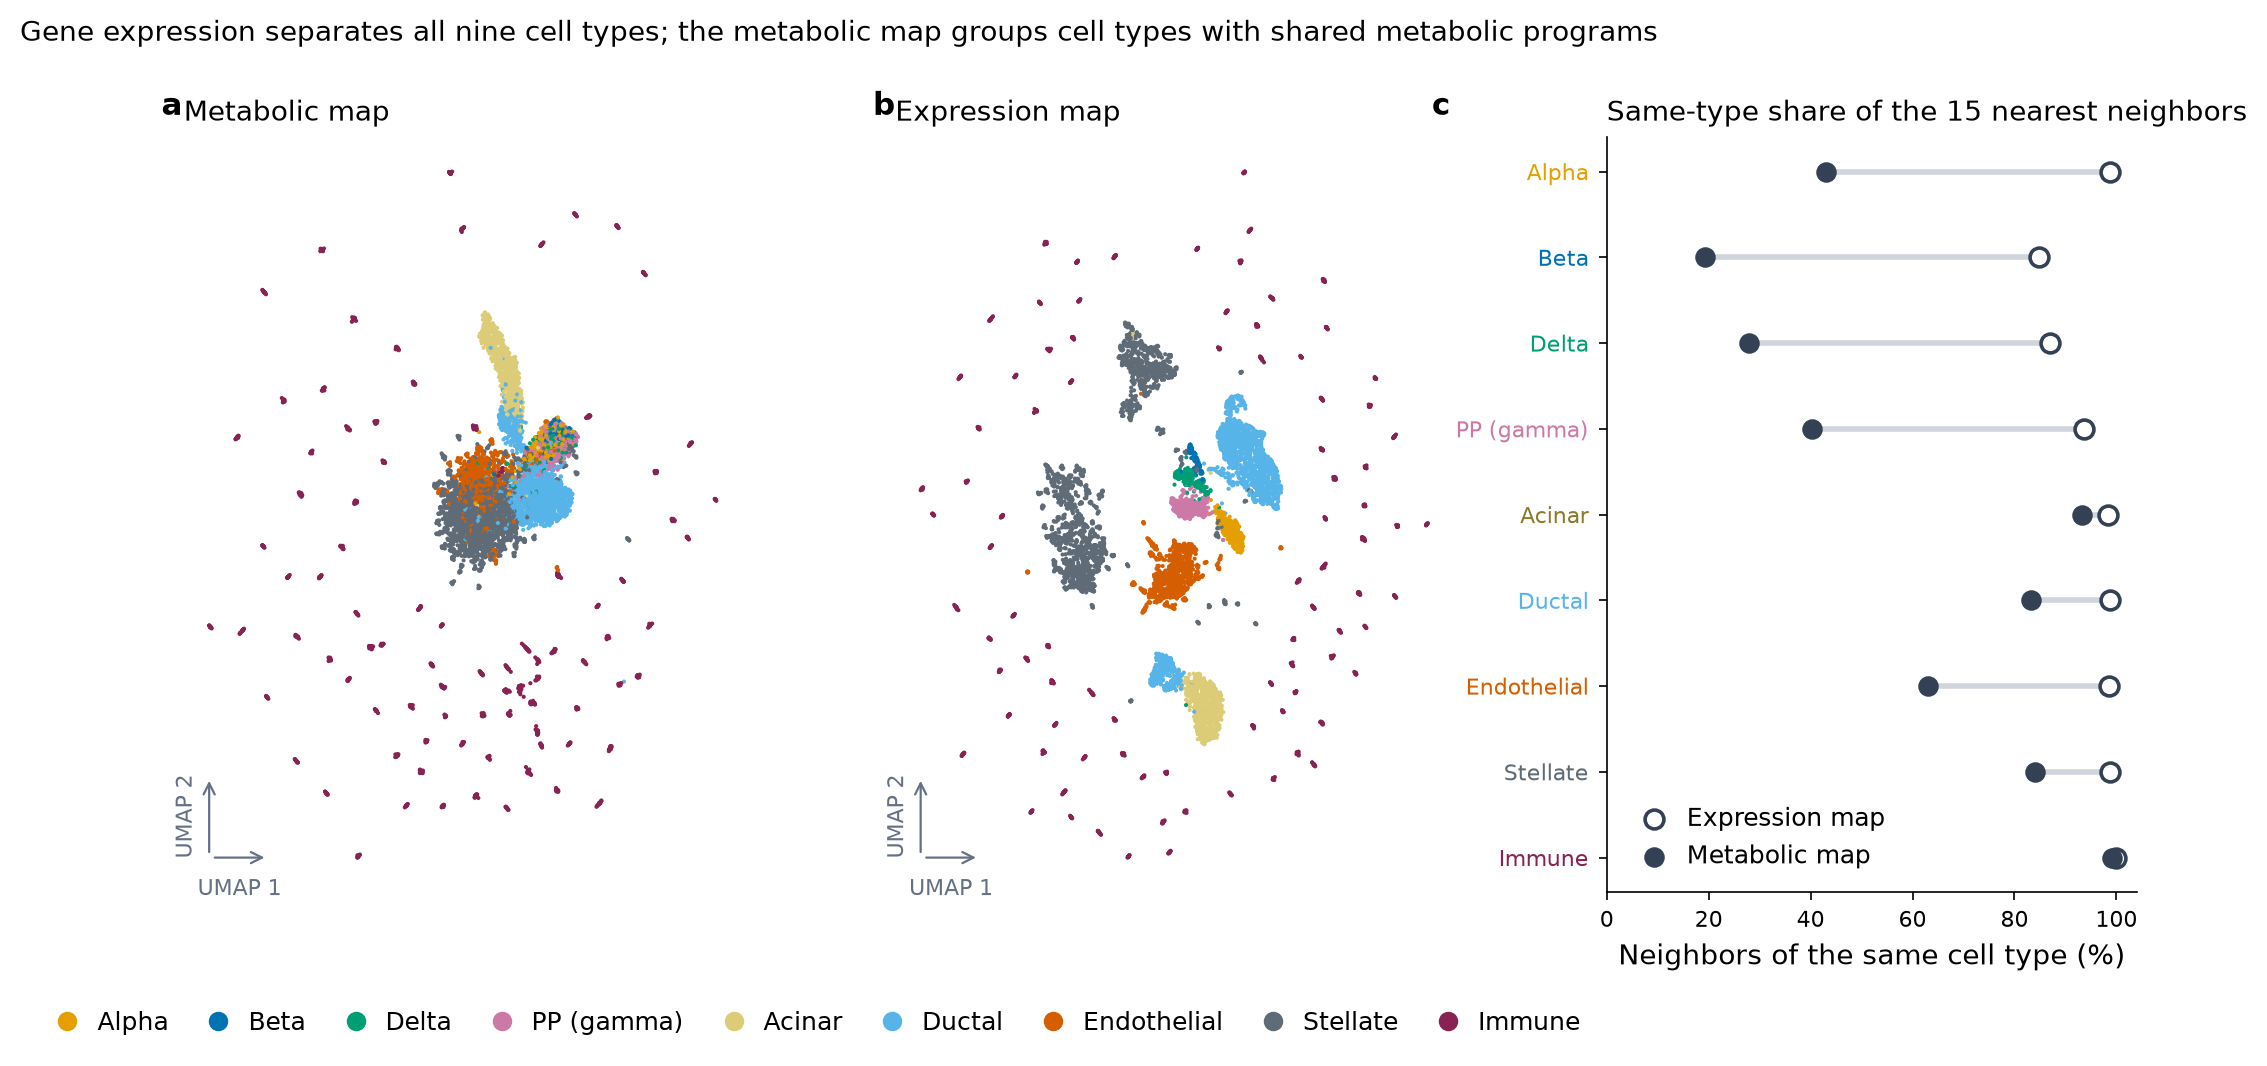 Gene expression separates all nine cell types; the metabolic map groups cell types with shared metabolic programs
a Metabolic map
UMAP 2
UMAP 1
b Expression map
UMAP 2
UMAP 1
c Same-type share of the 15 nearest neighbors
Alpha
Beta
Delta
PP (gamma)
Acinar
Ductal
Endothelial
Stellate
Immune
Expression map
Metabolic map
0 20 40 60 80 100
Neighbors of the same cell type (%)
Alpha Beta Delta PP (gamma) Acinar Ductal Endothelial Stellate Immune